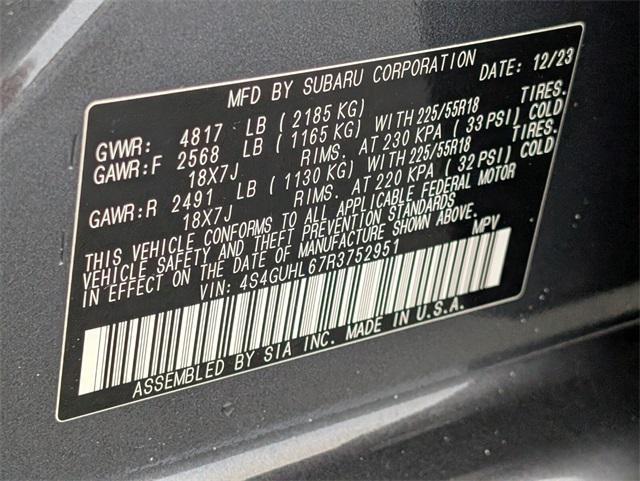 MFD BY SUBARU CORPORATION DATE: 12/23
GVWR: 4817 LB ( 2185 KG)
GAWR:F 2568 LB ( 1165 KG) WITH 225/55R18 TIRES.
18X7J RIMS. AT 230 KPA ( 33 PSI) COLD
GAWR:R 2491 LB ( 1130 KG) WITH 225/55R18 TIRES.
18X7J RIMS. AT 220 KPA ( 32 PSI) COLD
THIS VEHICLE CONFORMS TO ALL APPLICABLE FEDERAL MOTOR
VEHICLE SAFETY AND THEFT PREVENTION STANDARDS
IN EFFECT ON THE DATE OF MANUFACTURE SHOWN ABOVE.
VIN: 4S4GUHL67R3752951 MPV
ASSEMBLED BY SIA INC. MADE IN U.S.A.